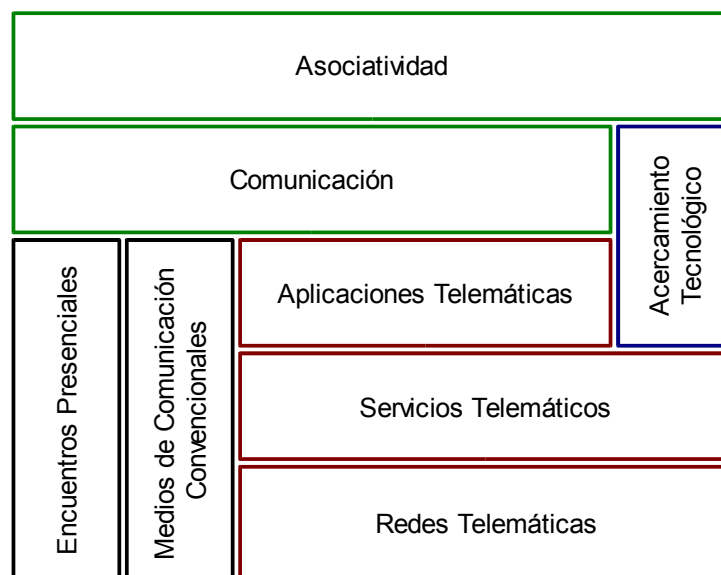 Asociatividad
Comunicación
Acercamiento
Tecnológico
Encuentros Presenciales
Medios de Comunicación
Convencionales
Aplicaciones Telemáticas
Servicios Telemáticos
Redes Telemáticas